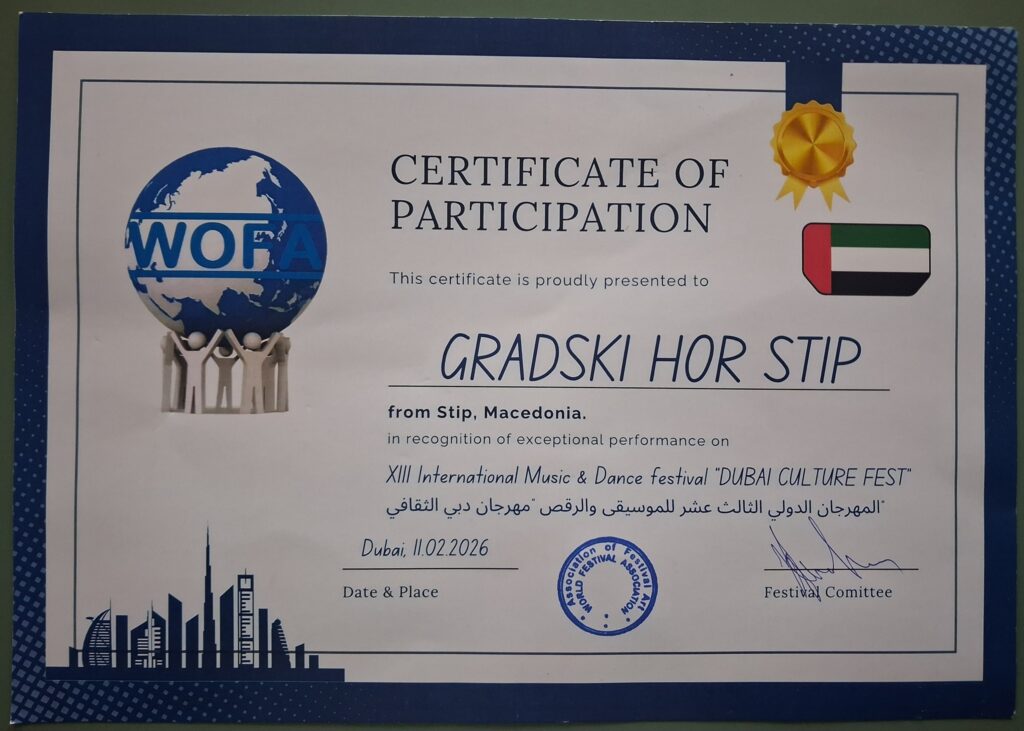 WOFA
CERTIFICATE OF
PARTICIPATION
This certificate is proudly presented to
GRADSKI HOR STIP
from Stip, Macedonia.
in recognition of exceptional performance on
XIII International Music & Dance festival "DUBAI CULTURE FEST"
المهرجان الدولي الثالث عشر للموسيقى والرقص "مهرجان دبي الثقافي"
Dubai, 11.02.2026
Date & Place
Association of Festival Art
WORLD FESTIVAL ASSOCIATION
Festival Comittee